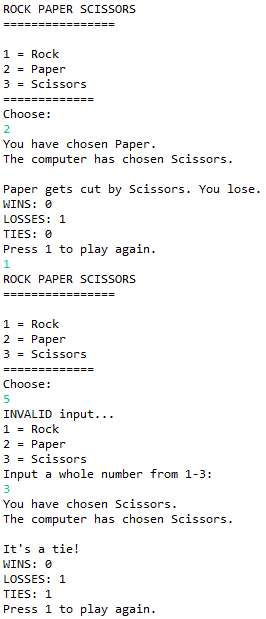 ROCK PAPER SCISSORS
================
1 = Rock
2 = Paper
3 = Scissors
=============
Choose:
2
You have chosen Paper.
The computer has chosen Scissors.
Paper gets cut by Scissors. You lose.
WINS: 0
LOSSES: 1
TIES: 0
Press 1 to play again.
1
ROCK PAPER SCISSORS
================
1 = Rock
2 = Paper
3 = Scissors
=============
Choose:
5
INVALID input...
1 = Rock
2 = Paper
3 = Scissors
Input a whole number from 1-3:
3
You have chosen Scissors.
The computer has chosen Scissors.
It's a tie!
WINS: 0
LOSSES: 1
TIES: 1
Press 1 to play again.